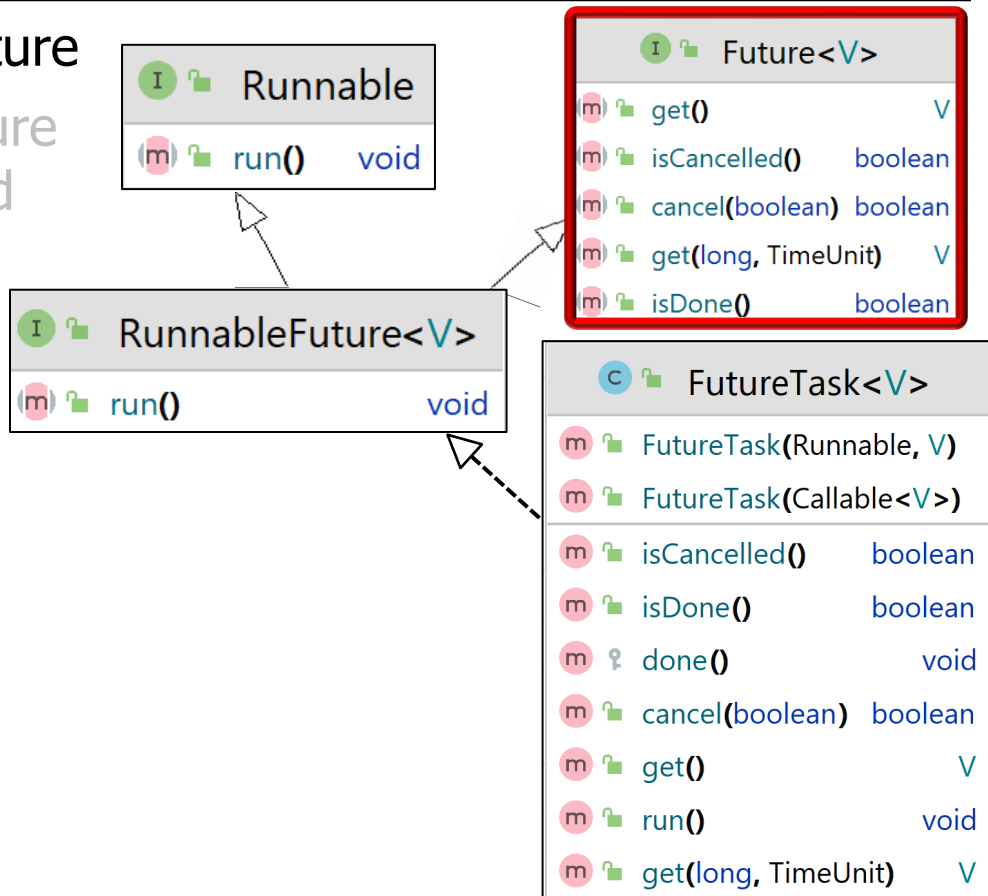 ture
ure
d
I Runnable
m run() void
I Future<V>
m get() V
m isCancelled() boolean
m cancel(boolean) boolean
m get(long, TimeUnit) V
m isDone() boolean
I RunnableFuture<V>
m run() void
C FutureTask<V>
m FutureTask(Runnable, V)
m FutureTask(Callable<V>)
m isCancelled() boolean
m isDone() boolean
m done() void
m cancel(boolean) boolean
m get() V
m run() void
m get(long, TimeUnit) V